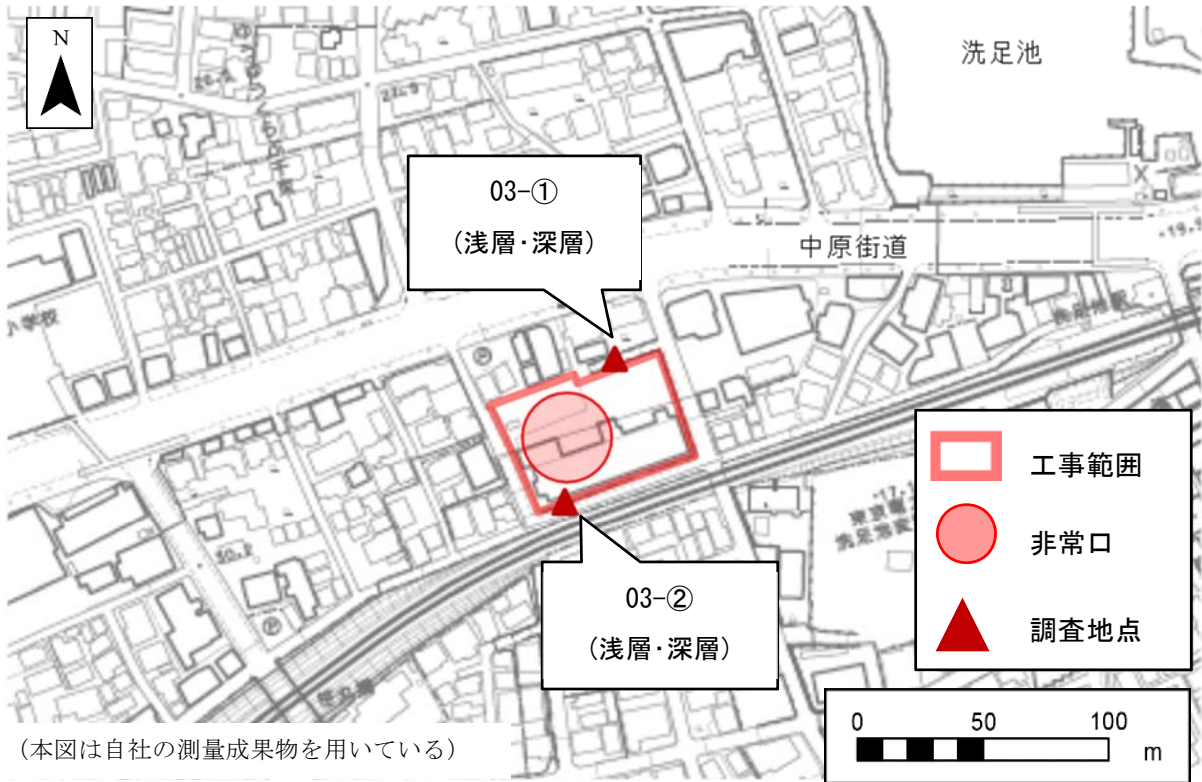 N
洗足池
03-①
(浅層・深層)
中原街道
小学校
03-②
(浅層・深層)
工事範囲
非常口
調査地点
0 50 100
m
(本図は自社の測量成果物を用いている)